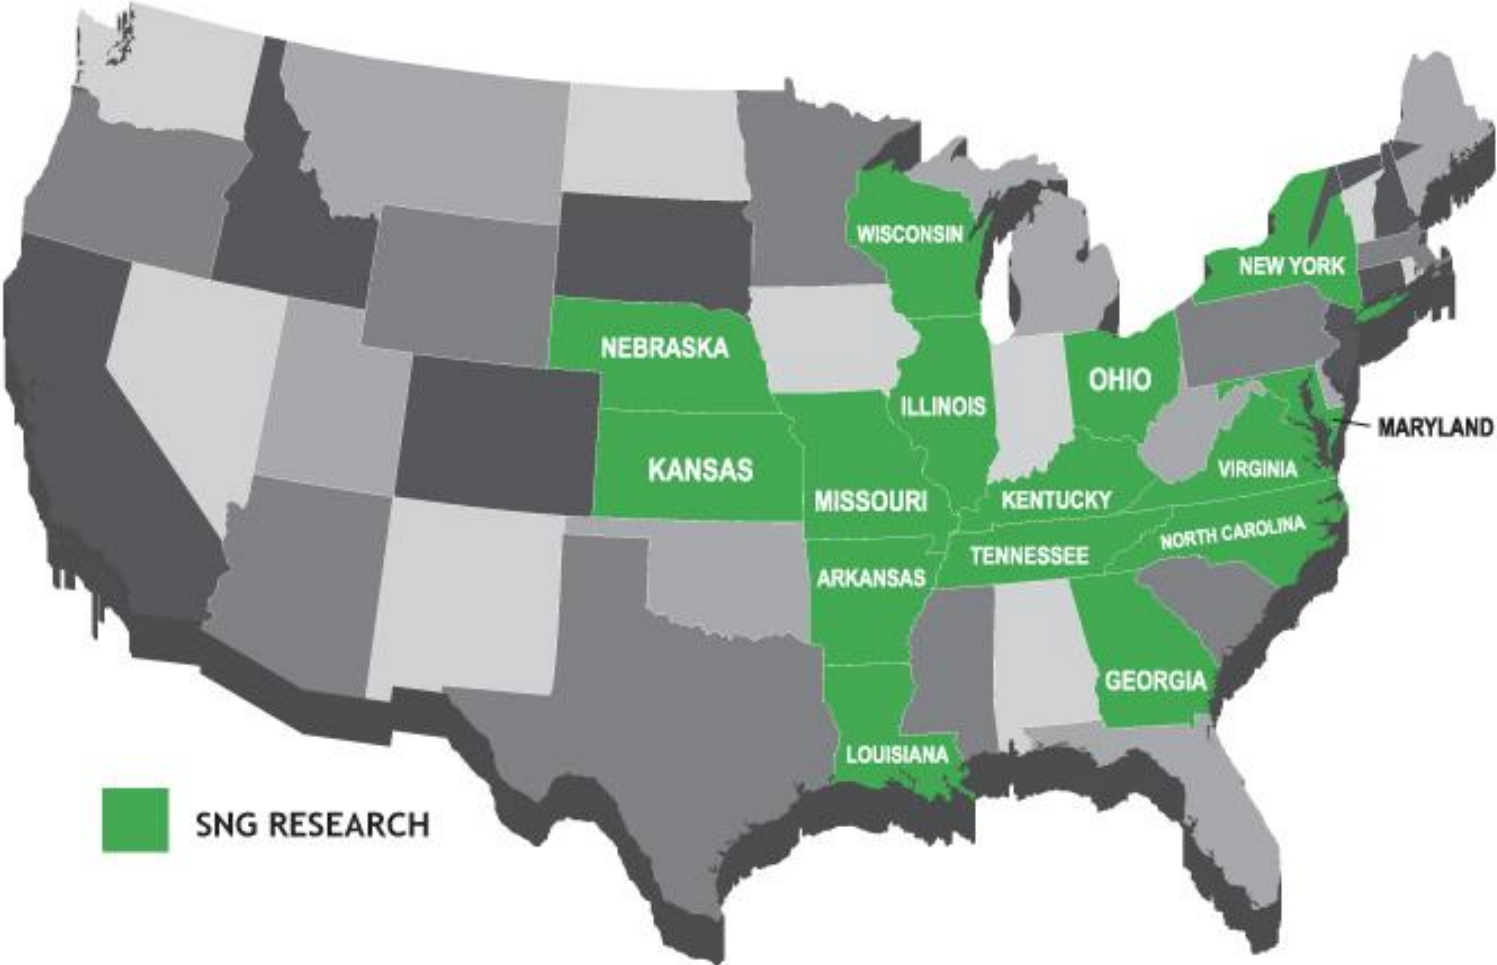 WISCONSIN
NEW YORK
NEBRASKA
OHIO
ILLINOIS
MARYLAND
KANSAS
VIRGINIA
MISSOURI
KENTUCKY
NORTH CAROLINA
TENNESSEE
ARKANSAS
GEORGIA
LOUISIANA
SNG RESEARCH